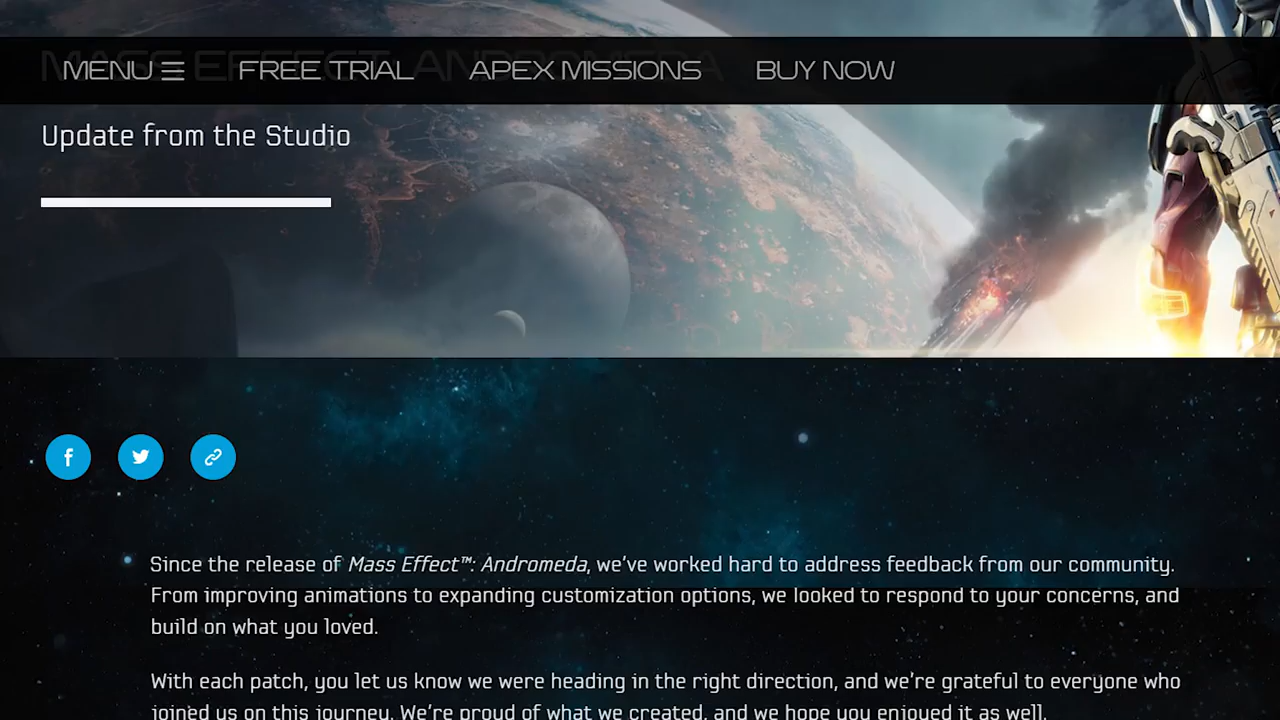 MASS EFFECT: ANDROMEDA
MENU FREE TRIAL APEX MISSIONS BUY NOW
Update from the Studio
Since the release of Mass Effect™: Andromeda, we've worked hard to address feedback from our community.
From improving animations to expanding customization options, we looked to respond to your concerns, and
build on what you loved.
With each patch, you let us know we were heading in the right direction, and we're grateful to everyone who
joined us on this journey. We're proud of what we created, and we hope you enjoyed it as well.